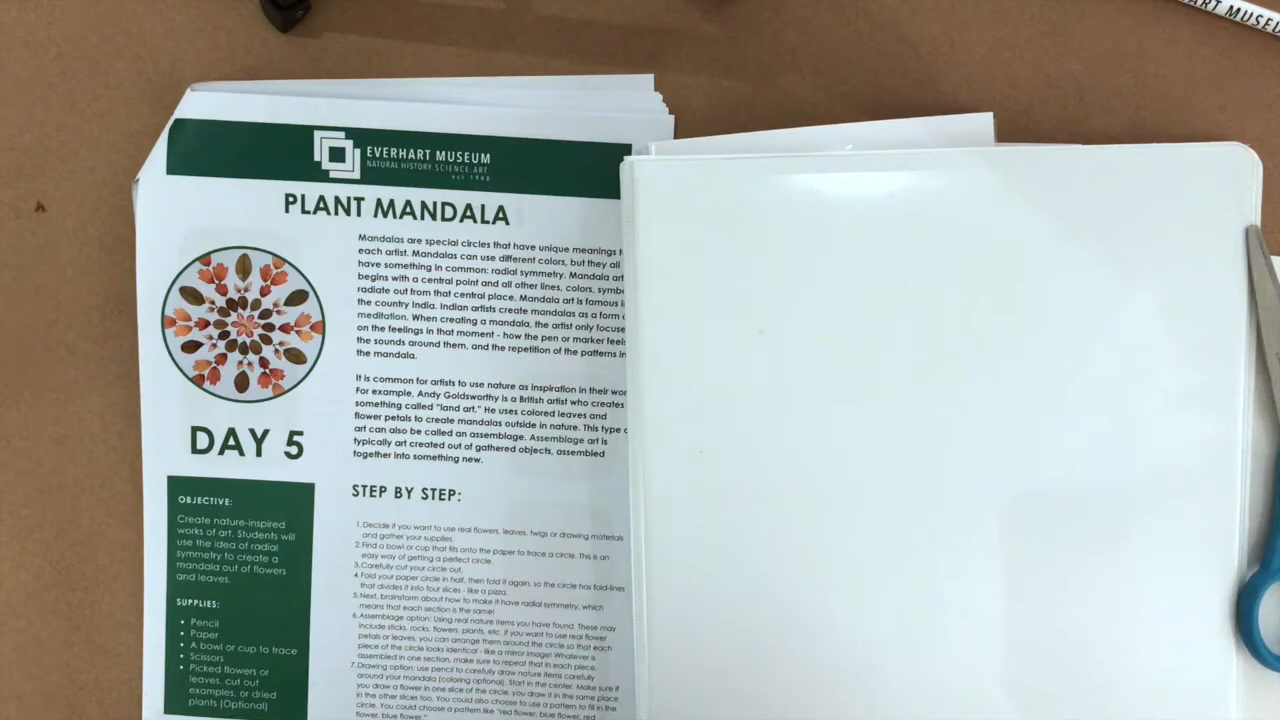 ART MUSEU
EVERHART MUSEUM
NATURAL HISTORY.SCIENCE.ART
est 1908
PLANT MANDALA
Mandalas are special circles that have unique meanings
each artist. Mandalas can use different colors, but they all
have something in common: radial symmetry. Mandala art
begins with a central point and all other lines, colors, symb
radiate out from that central place. Mandala art is famous
the country India. Indian artists create mandalas as a form
meditation. When creating a mandala, the artist only focuse
on the feelings in that moment - how the pen or marker feel
the sounds around them, and the repetition of the patterns in
the mandala.
It is common for artists to use nature as inspiration in their wor
For example, Andy Goldsworthy is a British artist who creates
something called "land art." He uses colored leaves and
flower petals to create mandalas outside in nature. This type
art can also be called an assemblage. Assemblage art is
typically art created out of gathered objects, assembled
together into something new.
DAY 5
OBJECTIVE:
Create nature-inspired
works of art. Students will
use the idea of radial
symmetry to create a
mandala out of flowers
and leaves.
SUPPLIES:
• Pencil
• Paper
• A bowl or cup to trace
• Scissors
• Picked flowers or
leaves, cut out
examples, or dried
plants (Optional)
STEP BY STEP:
1. Decide if you want to use real flowers, leaves, twigs or drawing materials
and gather your supplies.
2. Find a bowl or cup that fits onto the paper to trace a circle. This is an
easy way of getting a perfect circle.
3. Carefully cut your circle out.
4. Fold your paper circle in half, then fold it again, so the circle has fold-lines
that divides it into four slices - like a pizza.
5. Next, brainstorm about how to make it have radial symmetry, which
means that each section is the same!
6. Assemblage option: Using real nature items you have found. These may
include sticks, rocks, flowers, plants, etc. If you want to use real flower
petals or leaves, you can arrange them around the circle so that each
piece of the circle looks identical - like a mirror image! Whatever is
assembled in one section, make sure to repeat that in each piece.
7. Drawing option: use pencil to carefully draw nature items carefully
around your mandala (coloring optional). Start in the center. Make sure if
you draw a flower in one slice of the circle, you draw it in the same place
in the other slices too. You could also choose to use a pattern to fill in the
circle. You could choose a pattern like "red flower, blue flower, red
flower, blue flower."